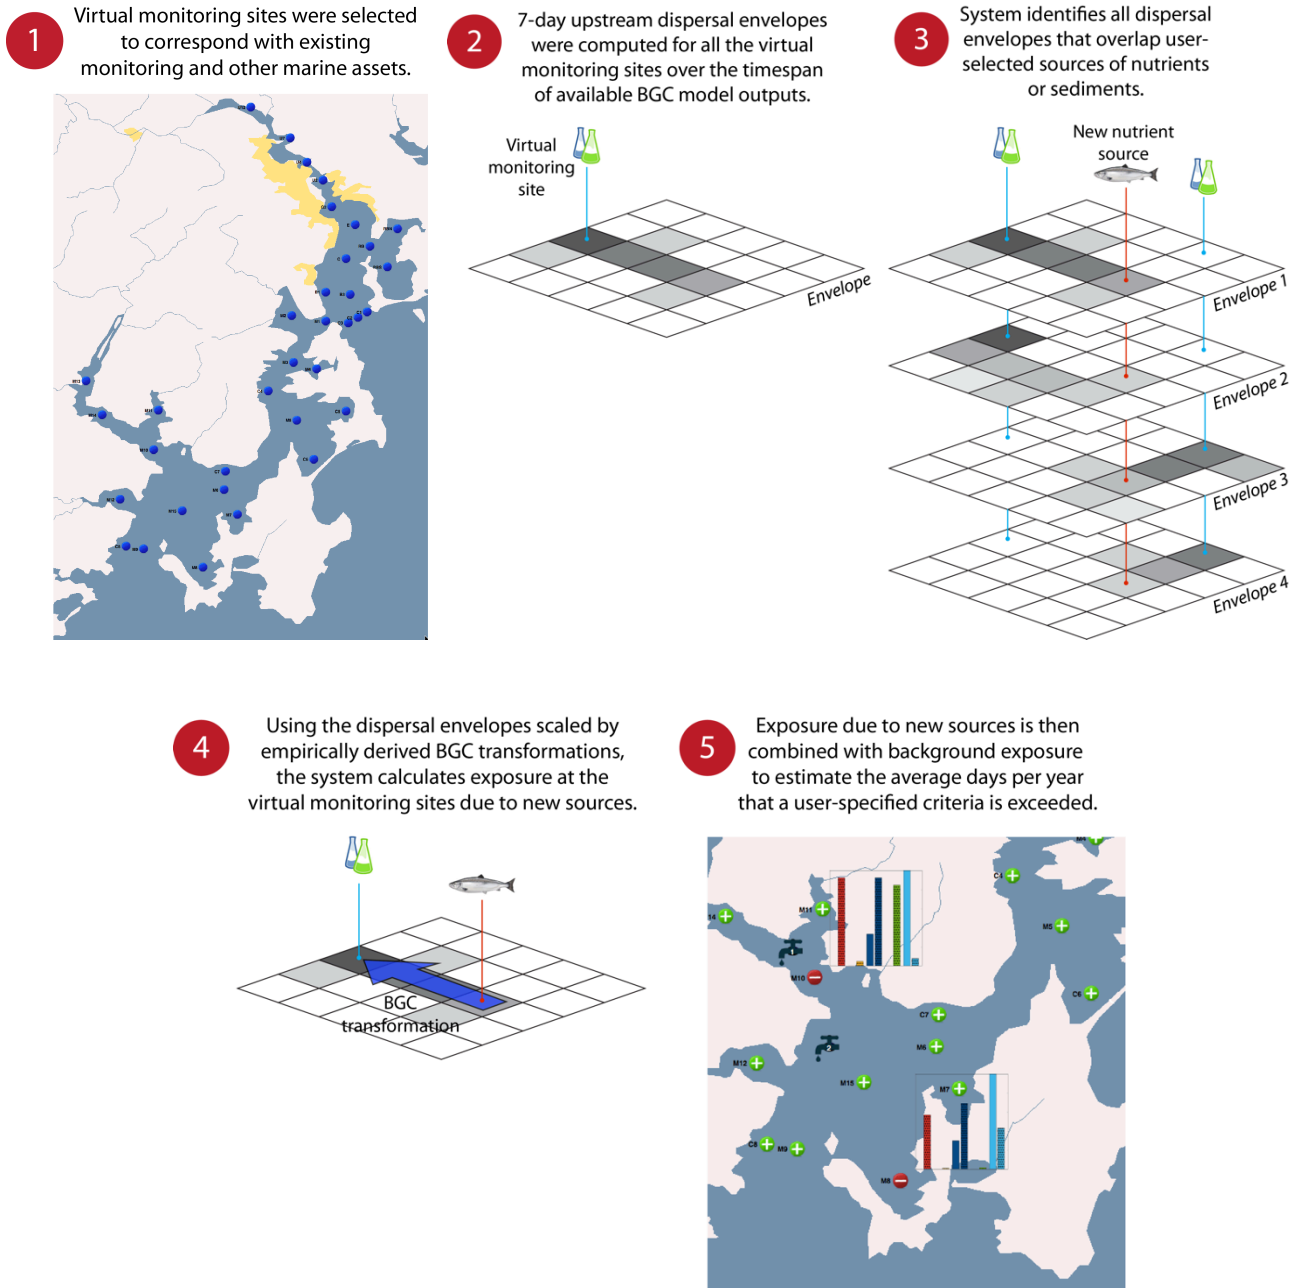 1
Virtual monitoring sites were selected
to correspond with existing
monitoring and other marine assets.
2
7-day upstream dispersal envelopes
were computed for all the virtual
monitoring sites over the timespan
of available BGC model outputs.
Virtual
monitoring
site
Envelope
3
System identifies all dispersal
envelopes that overlap user-
selected sources of nutrients
or sediments.
New nutrient
source
Envelope 1
Envelope 2
Envelope 3
Envelope 4
4
Using the dispersal envelopes scaled by
empirically derived BGC transformations,
the system calculates exposure at the
virtual monitoring sites due to new sources.
BGC
transformation
5
Exposure due to new sources is then
combined with background exposure
to estimate the average days per year
that a user-specified criteria is exceeded.
C4
M5
14
M11
1
M10
C6
C7
M6
2
M12
M15
M7
C8
M9
M8